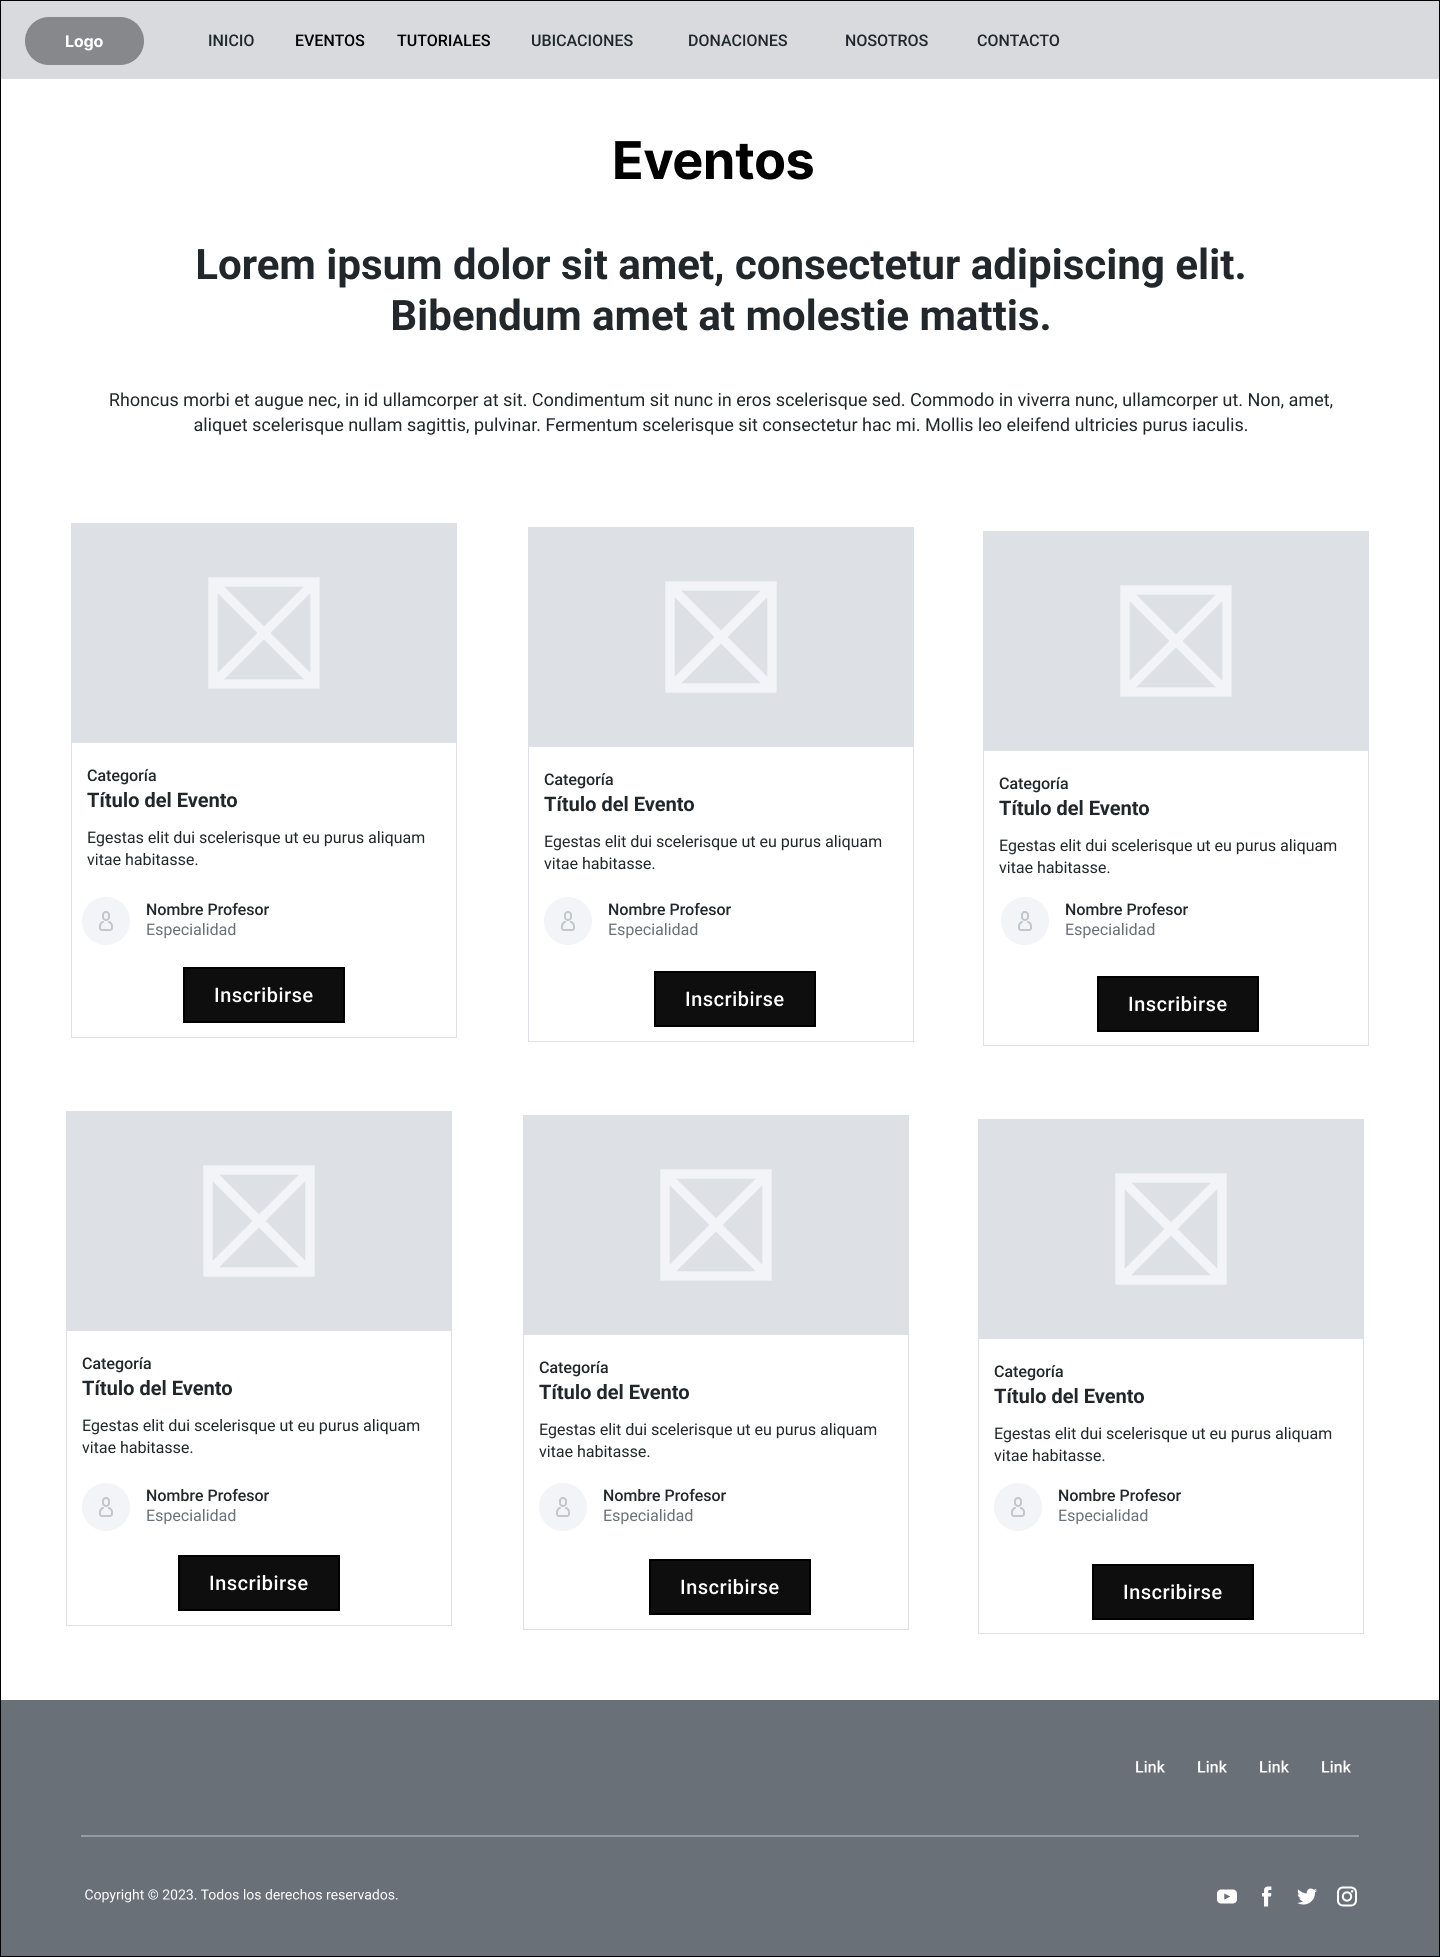 Logo
INICIO
EVENTOS
TUTORIALES
UBICACIONES
DONACIONES
NOSOTROS
CONTACTO
Eventos
Lorem ipsum dolor sit amet, consectetur adipiscing elit.
Bibendum amet at molestie mattis.
Rhoncus morbi et augue nec, in id ullamcorper at sit. Condimentum sit nunc in eros scelerisque sed. Commodo in viverra nunc, ullamcorper ut. Non, amet,
aliquet scelerisque nullam sagittis, pulvinar. Fermentum scelerisque sit consectetur hac mi. Mollis leo eleifend ultricies purus iaculis.
Categoría
Título del Evento
Egestas elit dui scelerisque ut eu purus aliquam
vitae habitasse.
Nombre Profesor
Especialidad
Inscribirse
Categoría
Título del Evento
Egestas elit dui scelerisque ut eu purus aliquam
vitae habitasse.
Nombre Profesor
Especialidad
Inscribirse
Categoría
Título del Evento
Egestas elit dui scelerisque ut eu purus aliquam
vitae habitasse.
Nombre Profesor
Especialidad
Inscribirse
Categoría
Título del Evento
Egestas elit dui scelerisque ut eu purus aliquam
vitae habitasse.
Nombre Profesor
Especialidad
Inscribirse
Categoría
Título del Evento
Egestas elit dui scelerisque ut eu purus aliquam
vitae habitasse.
Nombre Profesor
Especialidad
Inscribirse
Categoría
Título del Evento
Egestas elit dui scelerisque ut eu purus aliquam
vitae habitasse.
Nombre Profesor
Especialidad
Inscribirse
Link
Link
Link
Link
Copyright © 2023. Todos los derechos reservados.